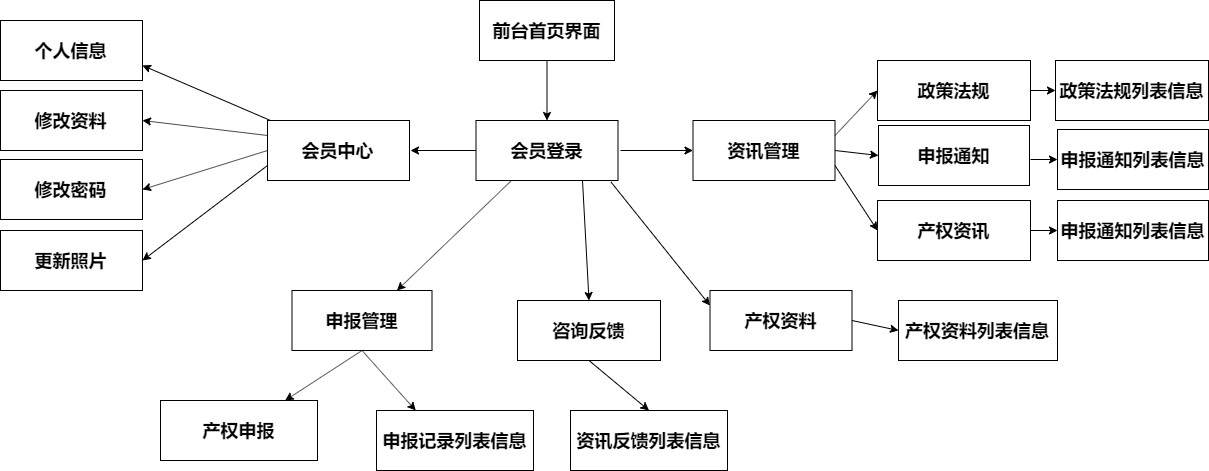 前台首页界面
个人信息
修改资料
修改密码
更新照片
会员中心
会员登录
资讯管理
政策法规
政策法规列表信息
申报通知
申报通知列表信息
产权资讯
申报通知列表信息
申报管理
咨询反馈
产权资料
产权资料列表信息
产权申报
申报记录列表信息
资讯反馈列表信息